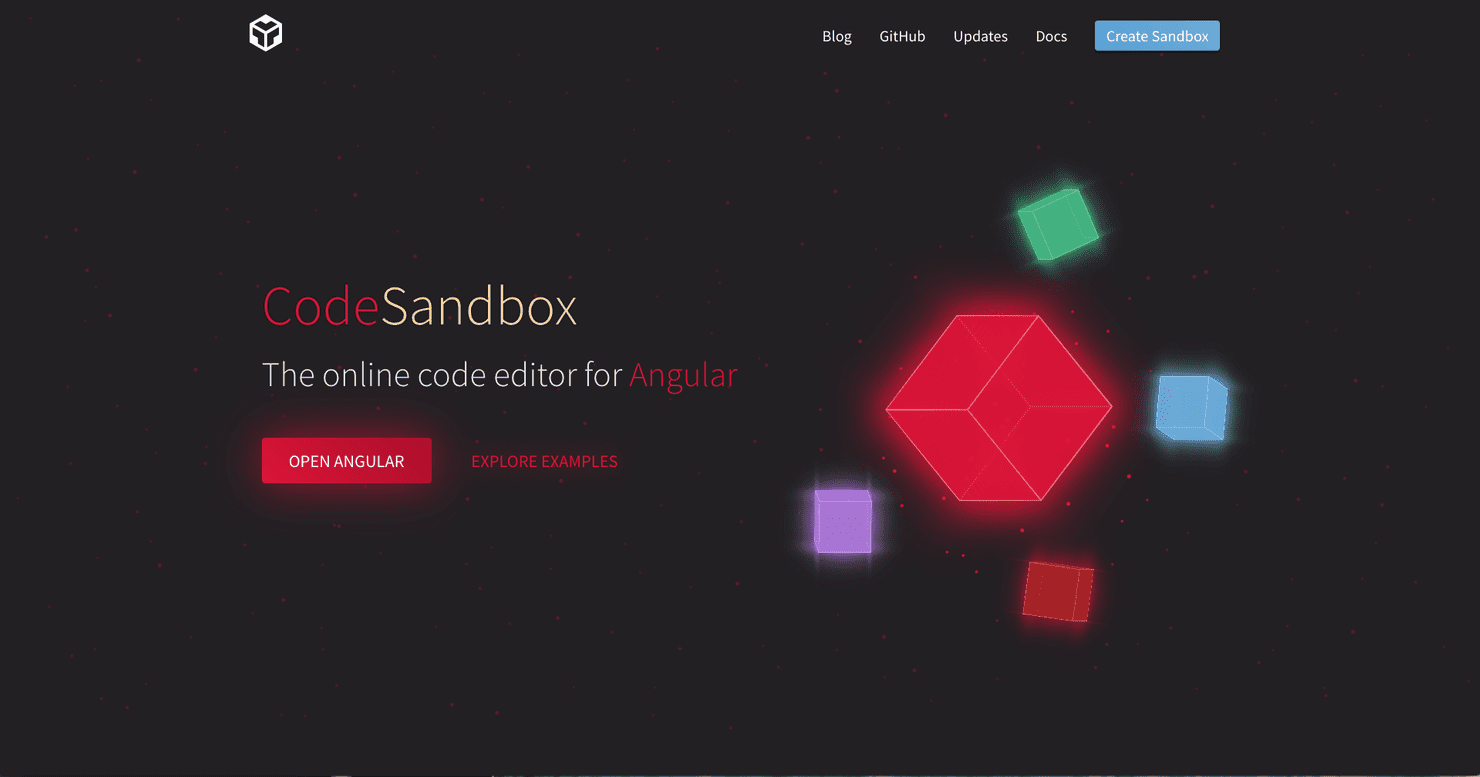 Blog GitHub Updates Docs Create Sandbox
CodeSandbox
The online code editor for Angular
OPEN ANGULAR EXPLORE EXAMPLES